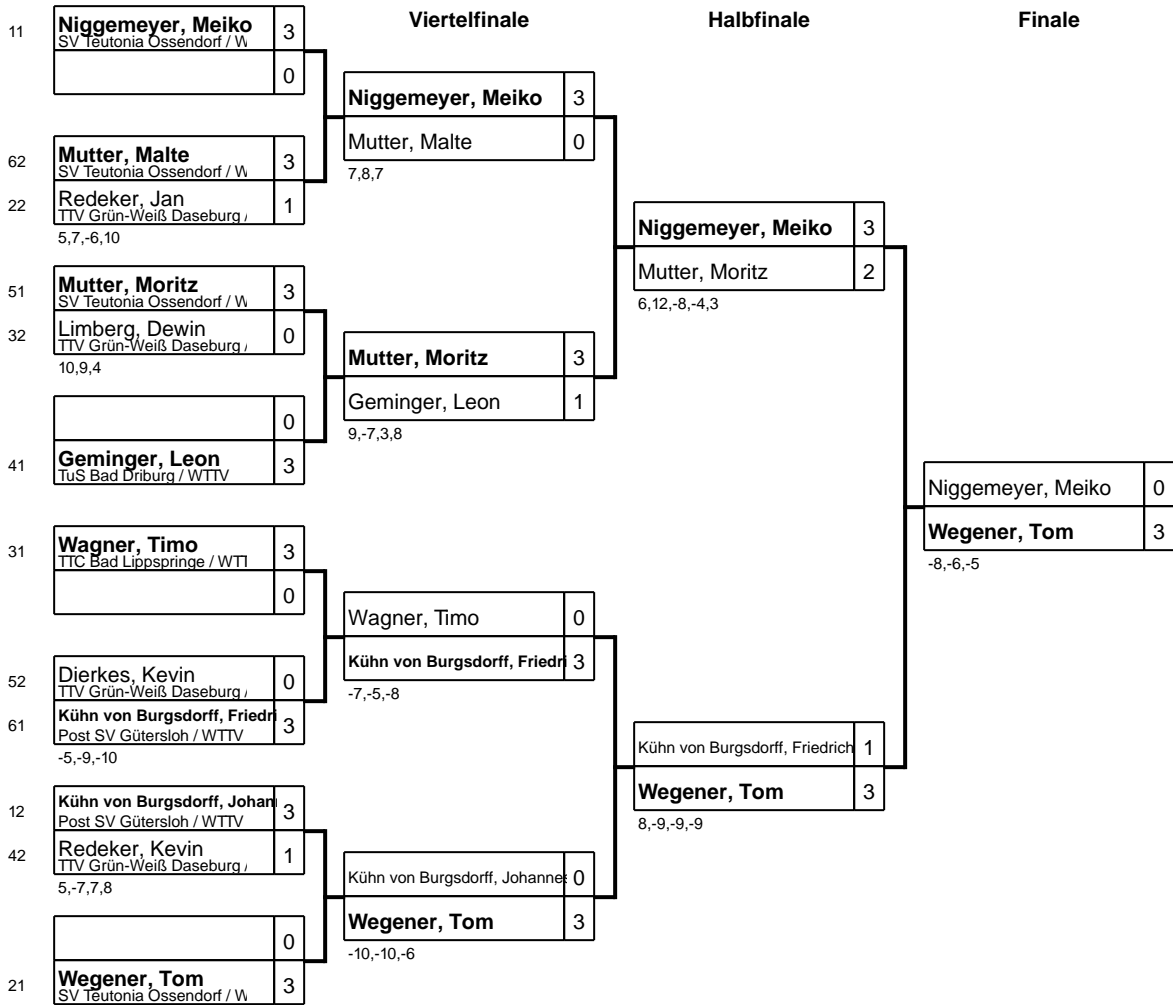 Viertelfinale
Halbfinale
Finale
11
Niggemeyer, Meiko
SV Teutonia Ossendorf / W
3
0
62
Mutter, Malte
SV Teutonia Ossendorf / W
3
22
Redeker, Jan
TTV Grün-Weiß Daseburg /
1
5,7,-6,10
51
Mutter, Moritz
SV Teutonia Ossendorf / W
3
32
Limberg, Dewin
TTV Grün-Weiß Daseburg /
0
10,9,4
0
41
Geminger, Leon
TuS Bad Driburg / WTTV
3
31
Wagner, Timo
TTC Bad Lippspringe / WTT
3
0
52
Dierkes, Kevin
TTV Grün-Weiß Daseburg /
0
61
Kühn von Burgsdorff, Friedri
Post SV Gütersloh / WTTV
3
-5,-9,-10
12
Kühn von Burgsdorff, Johan
Post SV Gütersloh / WTTV
3
42
Redeker, Kevin
TTV Grün-Weiß Daseburg /
1
5,-7,7,8
0
21
Wegener, Tom
SV Teutonia Ossendorf / W
3
Niggemeyer, Meiko 3
Mutter, Malte 0
7,8,7
Mutter, Moritz 3
Geminger, Leon 1
9,-7,3,8
Wagner, Timo 0
Kühn von Burgsdorff, Friedri 3
-7,-5,-8
Kühn von Burgsdorff, Johannes 0
Wegener, Tom 3
-10,-10,-6
Niggemeyer, Meiko 3
Mutter, Moritz 2
6,12,-8,-4,3
Kühn von Burgsdorff, Friedrich 1
Wegener, Tom 3
8,-9,-9,-9
Niggemeyer, Meiko 0
Wegener, Tom 3
-8,-6,-5